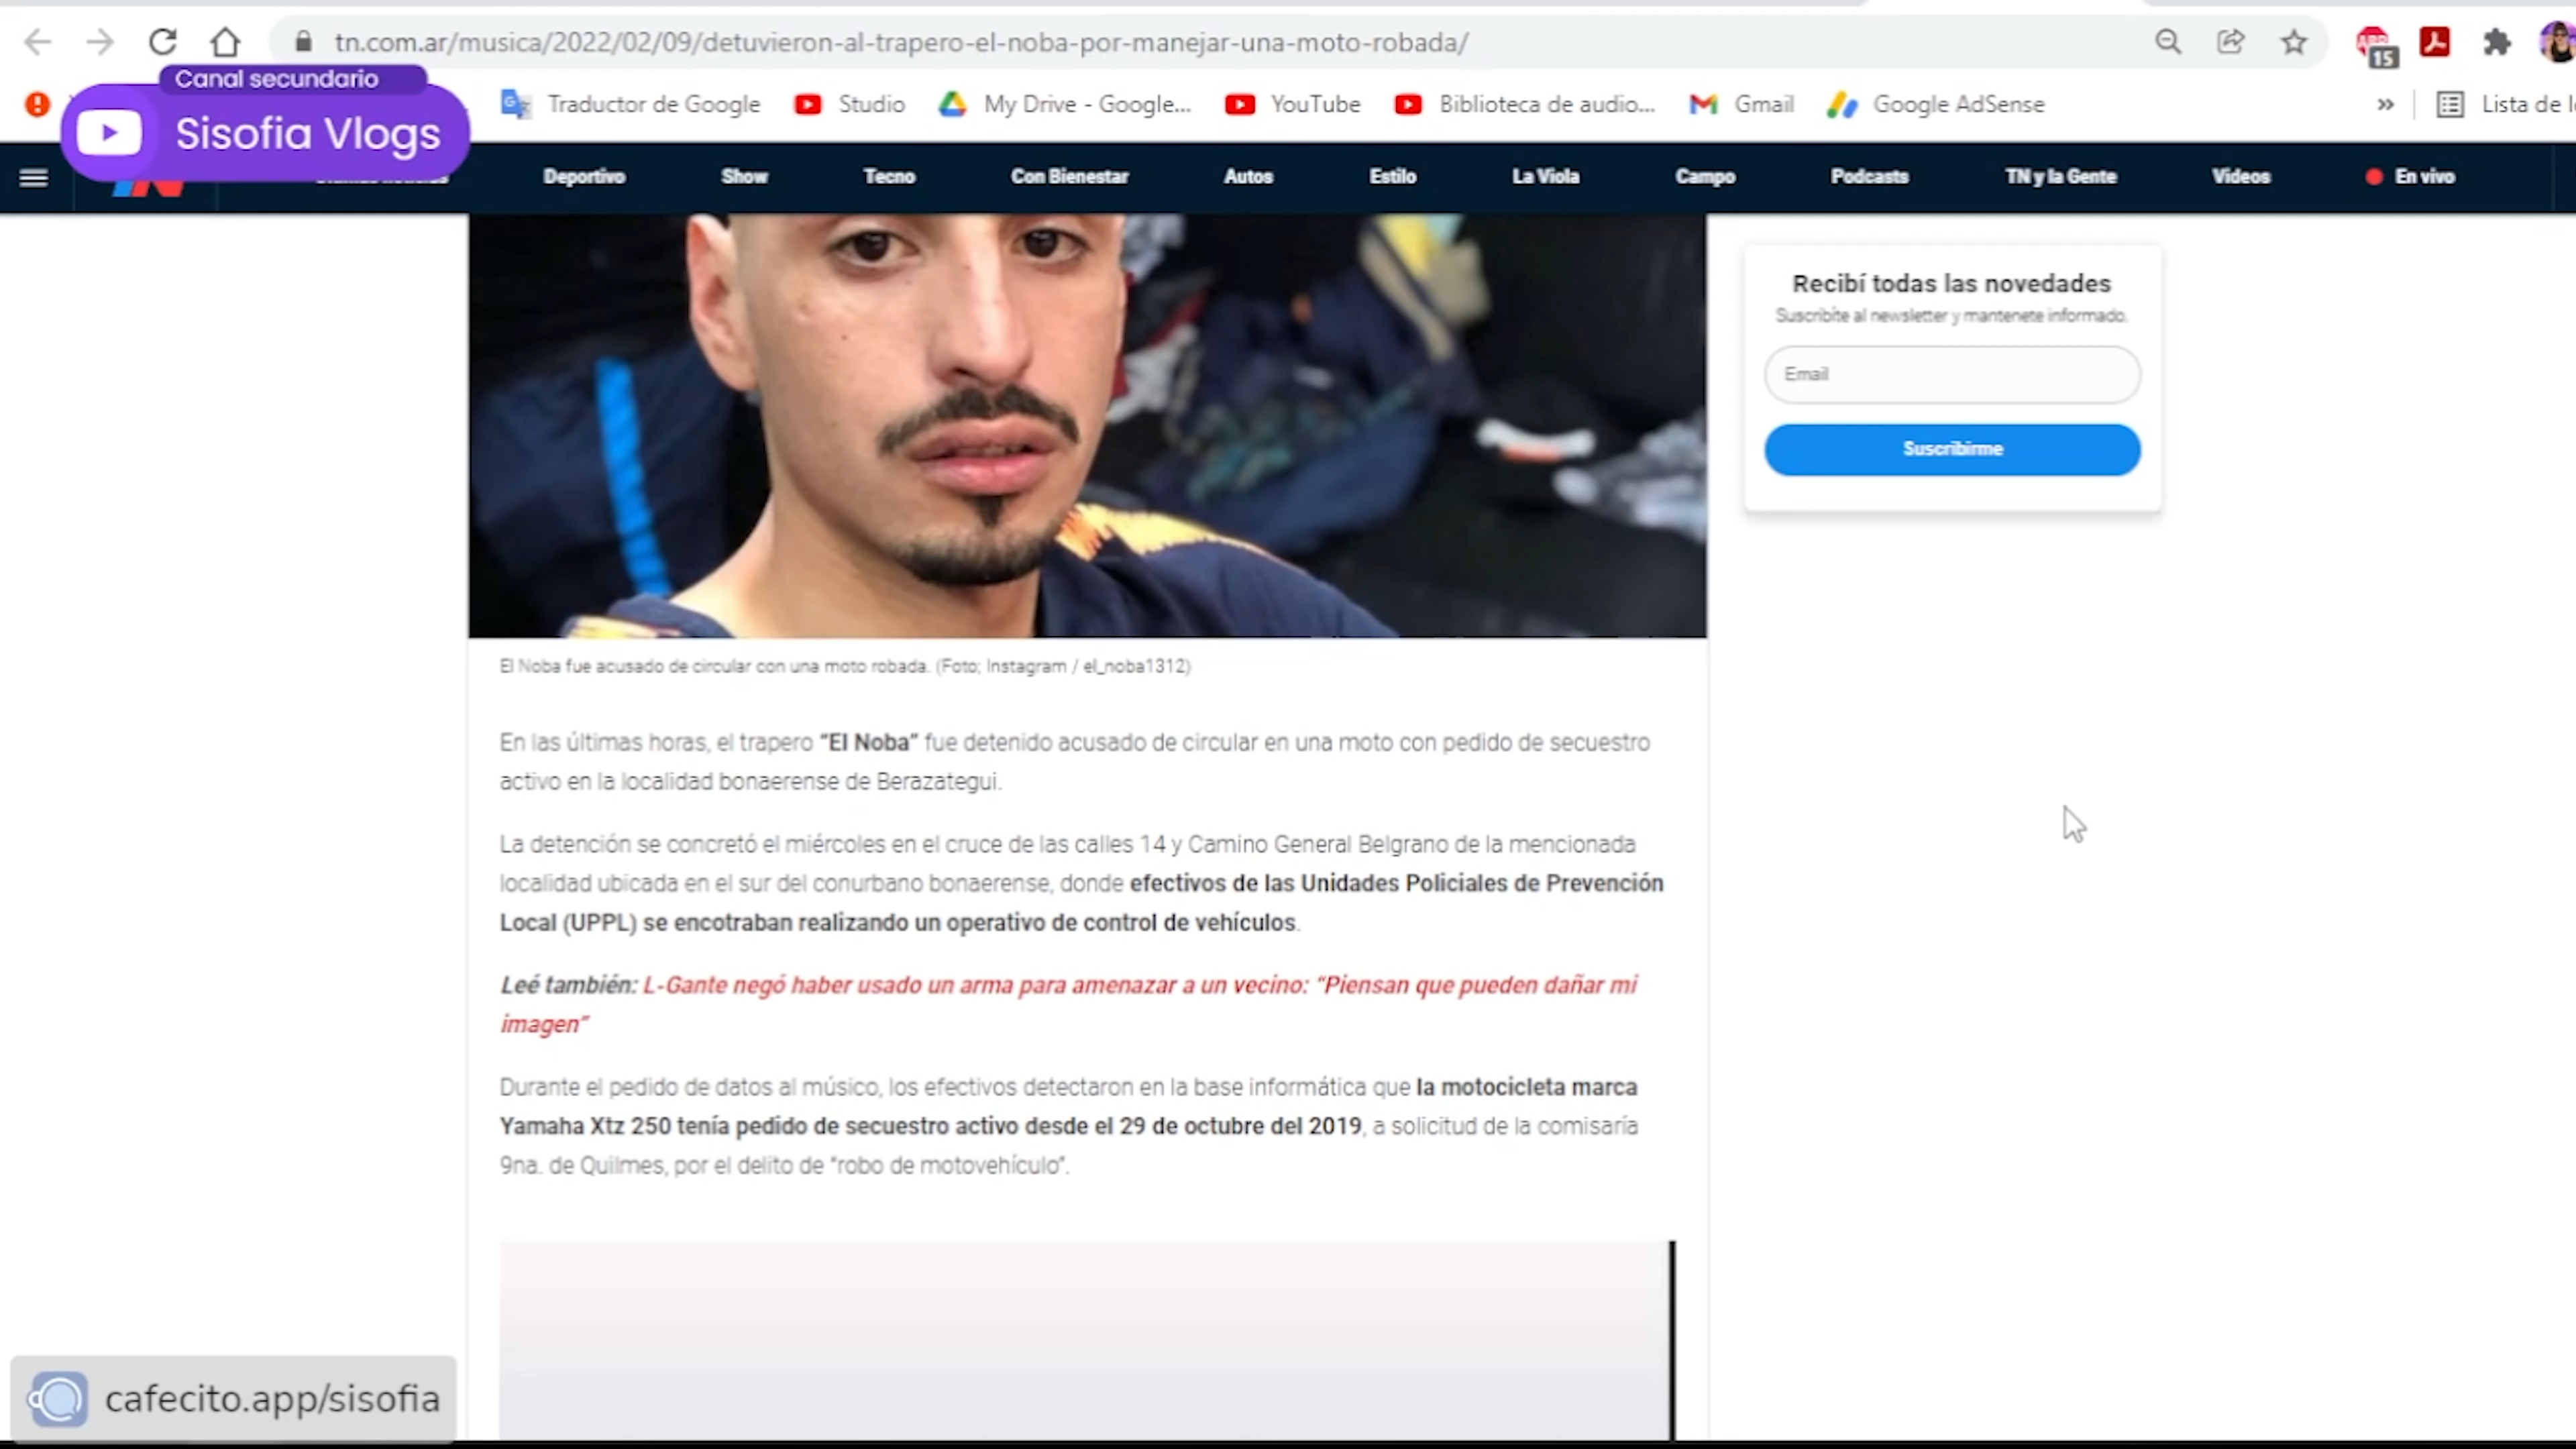 tn.com.ar/musica/2022/02/09/detuvieron-al-trapero-el-noba-por-manejar-una-moto-robada/
15
Canal secundario
Sisofia Vlogs
Traductor de Google
Studio
My Drive - Google...
YouTube
Biblioteca de audio...
Gmail
Google AdSense
»
Lista de
Deportivo
Show
Tecno
Con Bienestar
Autos
Estilo
La Viola
Campo
Podcasts
TN y la Gente
Videos
En vivo
Recibí todas las novedades
Suscribite al newsletter y mantenete informado.
Email
Suscribirme
El Noba fue acusado de circular con una moto robada. (Foto; Instagram / el_noba1312)
En las últimas horas, el trapero “El Noba” fue detenido acusado de circular en una moto con pedido de secuestro
activo en la localidad bonaerense de Berazategui.
La detención se concretó el miércoles en el cruce de las calles 14 y Camino General Belgrano de la mencionada
localidad ubicada en el sur del conurbano bonaerense, donde efectivos de las Unidades Policiales de Prevención
Local (UPPL) se encotraban realizando un operativo de control de vehículos.
Leé también: L-Gante negó haber usado un arma para amenazar a un vecino: “Piensan que pueden dañar mi
imagen”
Durante el pedido de datos al músico, los efectivos detectaron en la base informática que la motocicleta marca
Yamaha Xtz 250 tenía pedido de secuestro activo desde el 29 de octubre del 2019, a solicitud de la comisaría
9na. de Quilmes, por el delito de “robo de motovehículo”.
cafecito.app/sisofia